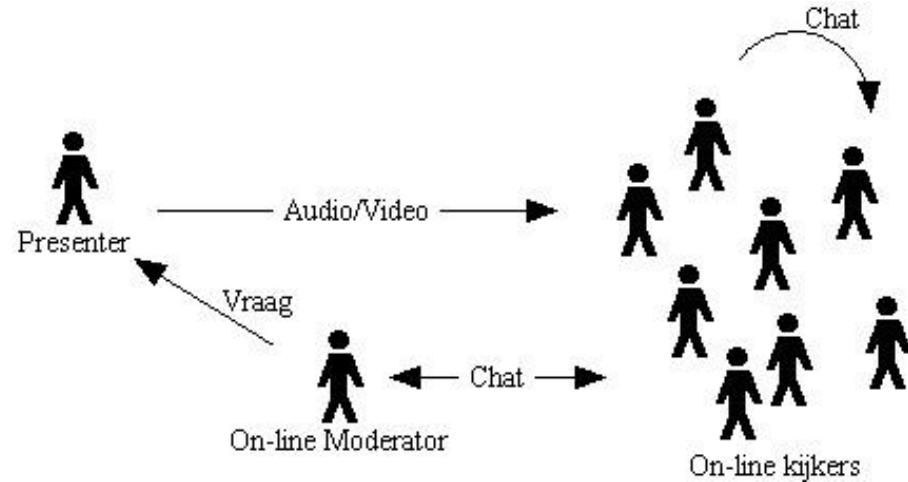 Chat
Audio/Video
Presenter
Vraag
Chat
On-line Moderator
On-line kijkers